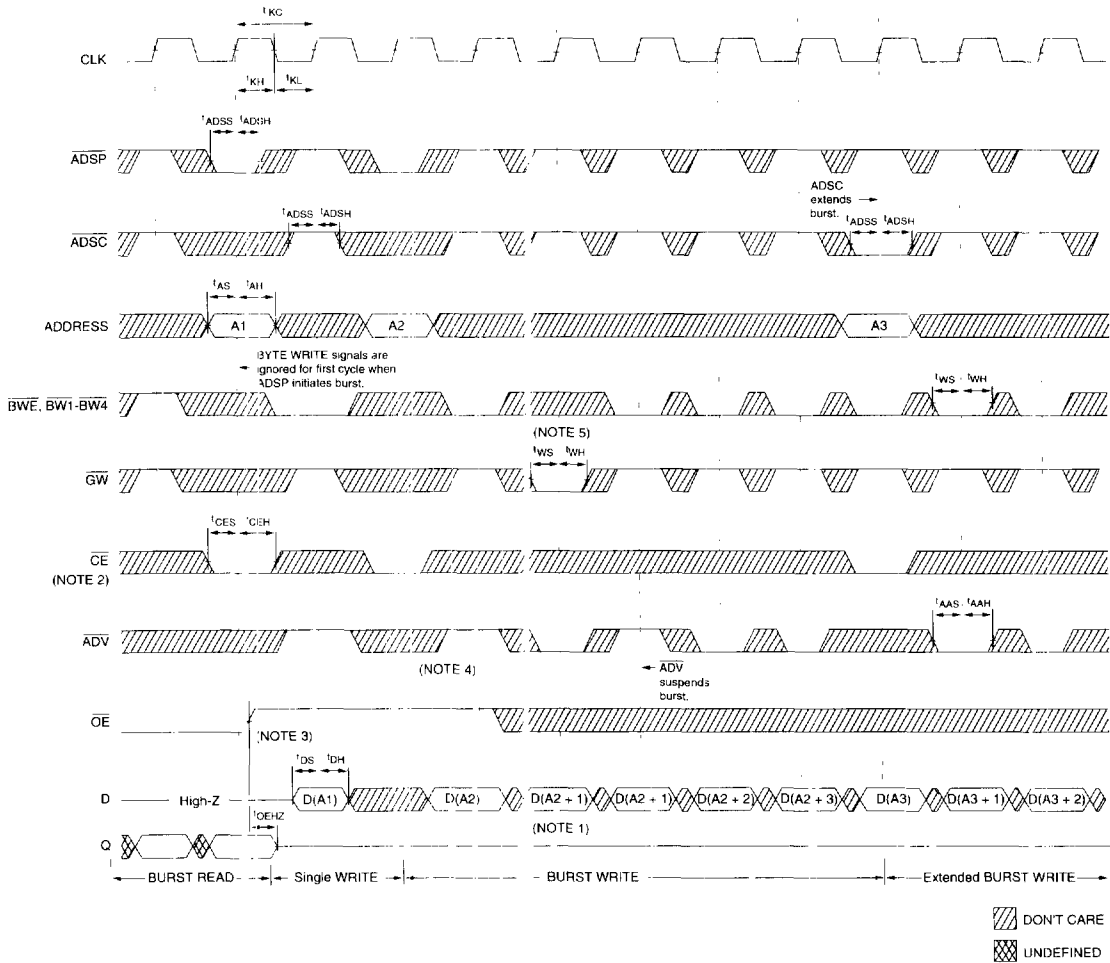 tKC
CLK
tKH tKL
tADSS tADSH
ADSP
ADSC
extends
burst.
tADSS tADSH
tADSS tADSH
ADSC
tAS tAH
ADDRESS
A1
A2
A3
BYTE WRITE signals are
ignored for first cycle when
ADSP initiates burst.
tWS tWH
BWE, BW1-BW4
(NOTE 5)
tWS tWH
GW
tCES tCEH
CE
(NOTE 2)
tAAS tAAH
ADV
(NOTE 4)
ADV
suspends
burst.
OE
(NOTE 3)
tDS tDH
D
High-Z
D(A1)
D(A2)
D(A2 + 1)
D(A2 + 1)
D(A2 + 2)
D(A2 + 3)
D(A3)
D(A3 + 1)
D(A3 + 2)
tOEHZ
(NOTE 1)
Q
BURST READ
Single WRITE
BURST WRITE
Extended BURST WRITE
DON'T CARE
UNDEFINED